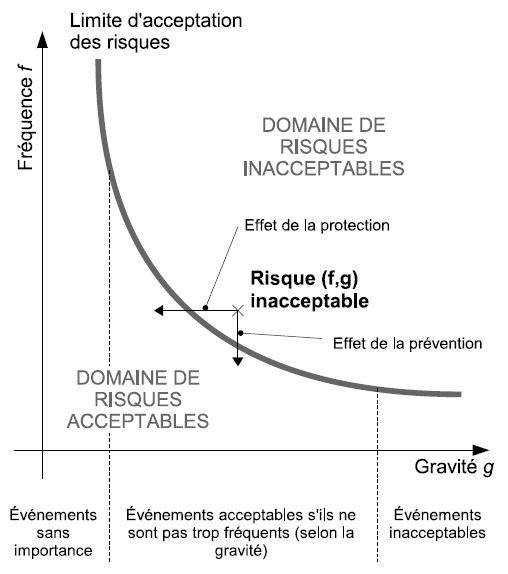 Limite d'acceptation
des risques
Fréquence f
DOMAINE DE
RISQUES
INACCEPTABLES
Effet de la protection
Risque (f,g)
inacceptable
Effet de la prévention
DOMAINE DE
RISQUES
ACCEPTABLES
Gravité g
Événements
sans
importance
Événements acceptables s'ils ne
sont pas trop fréquents (selon la
gravité)
Événements
inacceptables